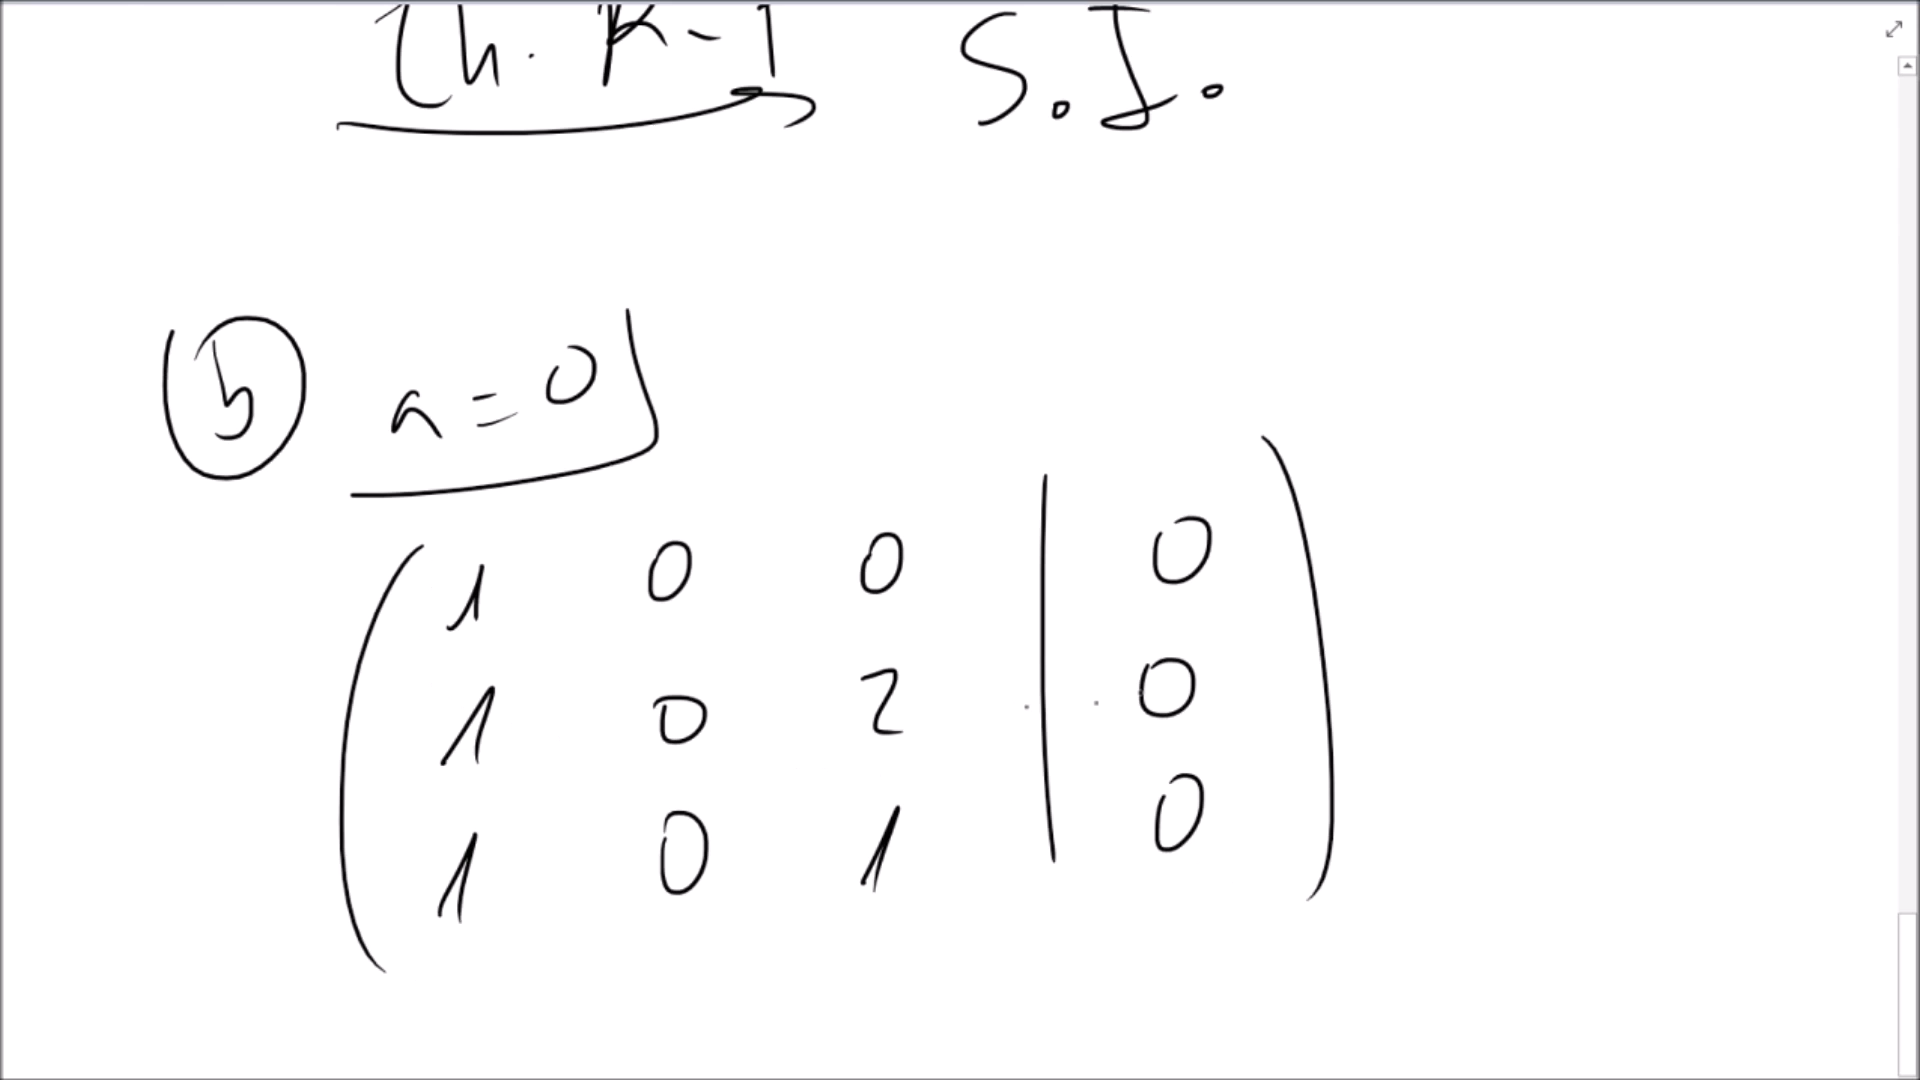 Th. R-F S.I.
b a = 0
1 0 0 | 0
1 0 2 | 0
1 0 1 | 0